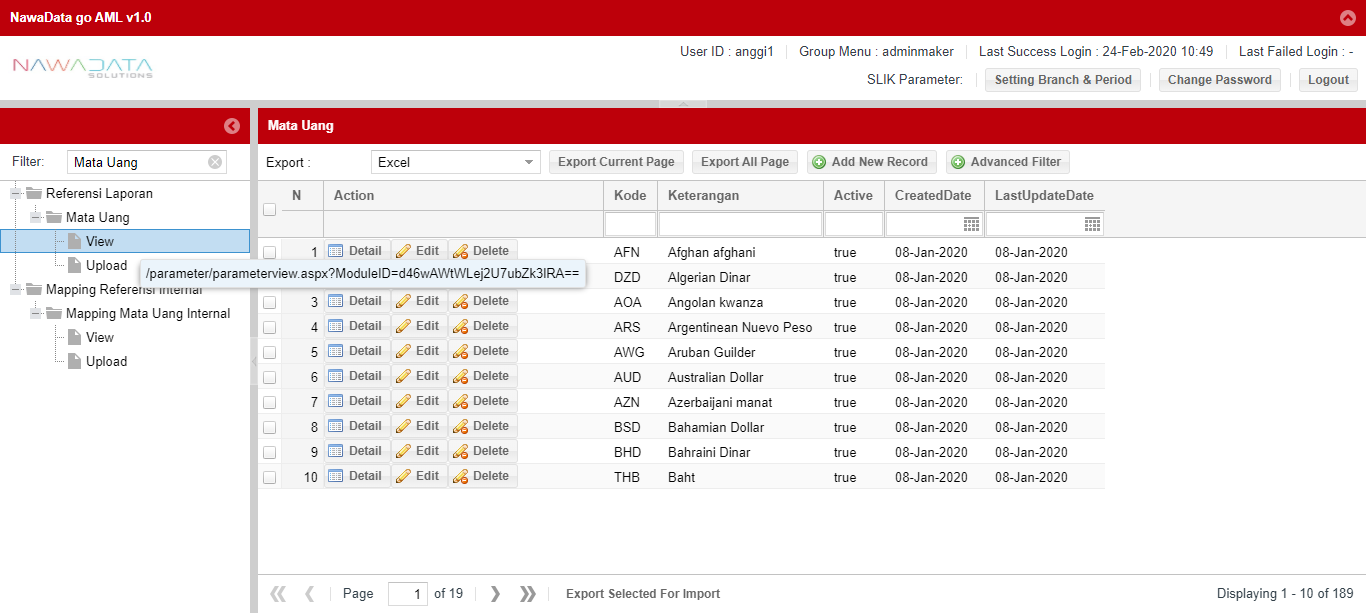 NawaData go AML v1.0
NAWADATA
SOLUTIONS
User ID : anggi1 Group Menu : adminmaker Last Success Login : 24-Feb-2020 10:49 Last Failed Login : -
SLIK Parameter: Setting Branch & Period Change Password Logout
Mata Uang
Filter: Mata Uang
Export : Excel Export Current Page Export All Page Add New Record Advanced Filter
Referensi Laporan
Mata Uang
View
Upload
Mapping Referensi Internal
Mapping Mata Uang Internal
View
Upload
/parameter/parameterview.aspx?ModuleID=d46wAWtWLej2U7ubZk3IRA==
N Action Kode Keterangan Active CreatedDate LastUpdateDate
1 Detail Edit Delete AFN Afghan afghani true 08-Jan-2020 08-Jan-2020
DZD Algerian Dinar true 08-Jan-2020 08-Jan-2020
3 Detail Edit Delete AOA Angolan kwanza true 08-Jan-2020 08-Jan-2020
4 Detail Edit Delete ARS Argentinean Nuevo Peso true 08-Jan-2020 08-Jan-2020
5 Detail Edit Delete AWG Aruban Guilder true 08-Jan-2020 08-Jan-2020
6 Detail Edit Delete AUD Australian Dollar true 08-Jan-2020 08-Jan-2020
7 Detail Edit Delete AZN Azerbaijani manat true 08-Jan-2020 08-Jan-2020
8 Detail Edit Delete BSD Bahamian Dollar true 08-Jan-2020 08-Jan-2020
9 Detail Edit Delete BHD Bahraini Dinar true 08-Jan-2020 08-Jan-2020
10 Detail Edit Delete THB Baht true 08-Jan-2020 08-Jan-2020
Page 1 of 19 Export Selected For Import Displaying 1 - 10 of 189